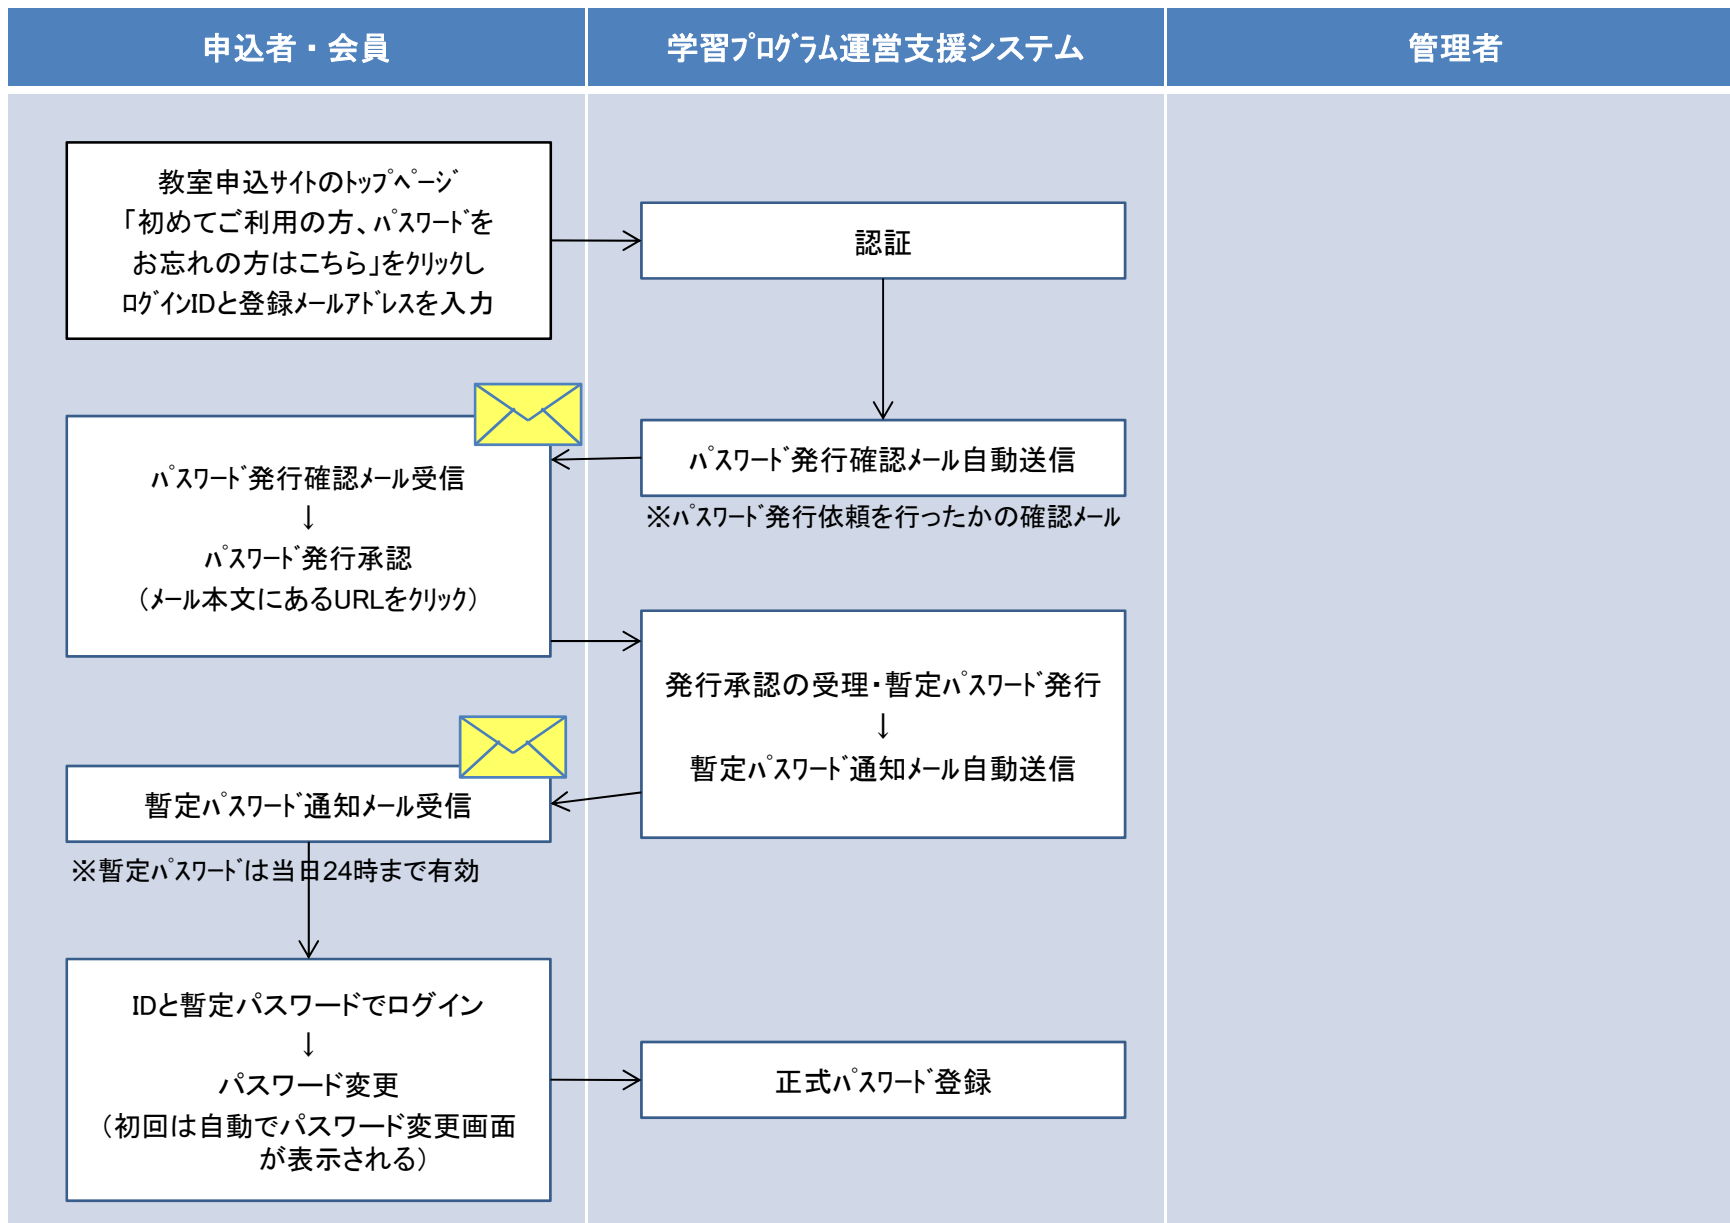 申込者・会員
学習ﾌﾟﾛｸﾞﾗﾑ運営支援システム
管理者
教室申込ｻｲﾄのﾄｯﾌﾟﾍﾟｰｼﾞ
「初めてご利用の方、ﾊﾟｽﾜｰﾄﾞを
お忘れの方はこちら」をｸﾘｯｸし
ﾛｸﾞｲﾝIDと登録ﾒｰﾙｱﾄﾞﾚｽを入力
認証
ﾊﾟｽﾜｰﾄﾞ発行確認ﾒｰﾙ自動送信
※ﾊﾟｽﾜｰﾄﾞ発行依頼を行ったかの確認ﾒｰﾙ
ﾊﾟｽﾜｰﾄﾞ発行確認ﾒｰﾙ受信
↓
ﾊﾟｽﾜｰﾄﾞ発行承認
（ﾒｰﾙ本文にあるURLをｸﾘｯｸ）
発行承認の受理・暫定ﾊﾟｽﾜｰﾄﾞ発行
↓
暫定ﾊﾟｽﾜｰﾄﾞ通知ﾒｰﾙ自動送信
暫定ﾊﾟｽﾜｰﾄﾞ通知ﾒｰﾙ受信
※暫定ﾊﾟｽﾜｰﾄﾞは当日24時まで有効
IDと暫定パスワードでログイン
↓
パスワード変更
（初回は自動でパスワード変更画面
が表示される）
正式ﾊﾟｽﾜｰﾄﾞ登録